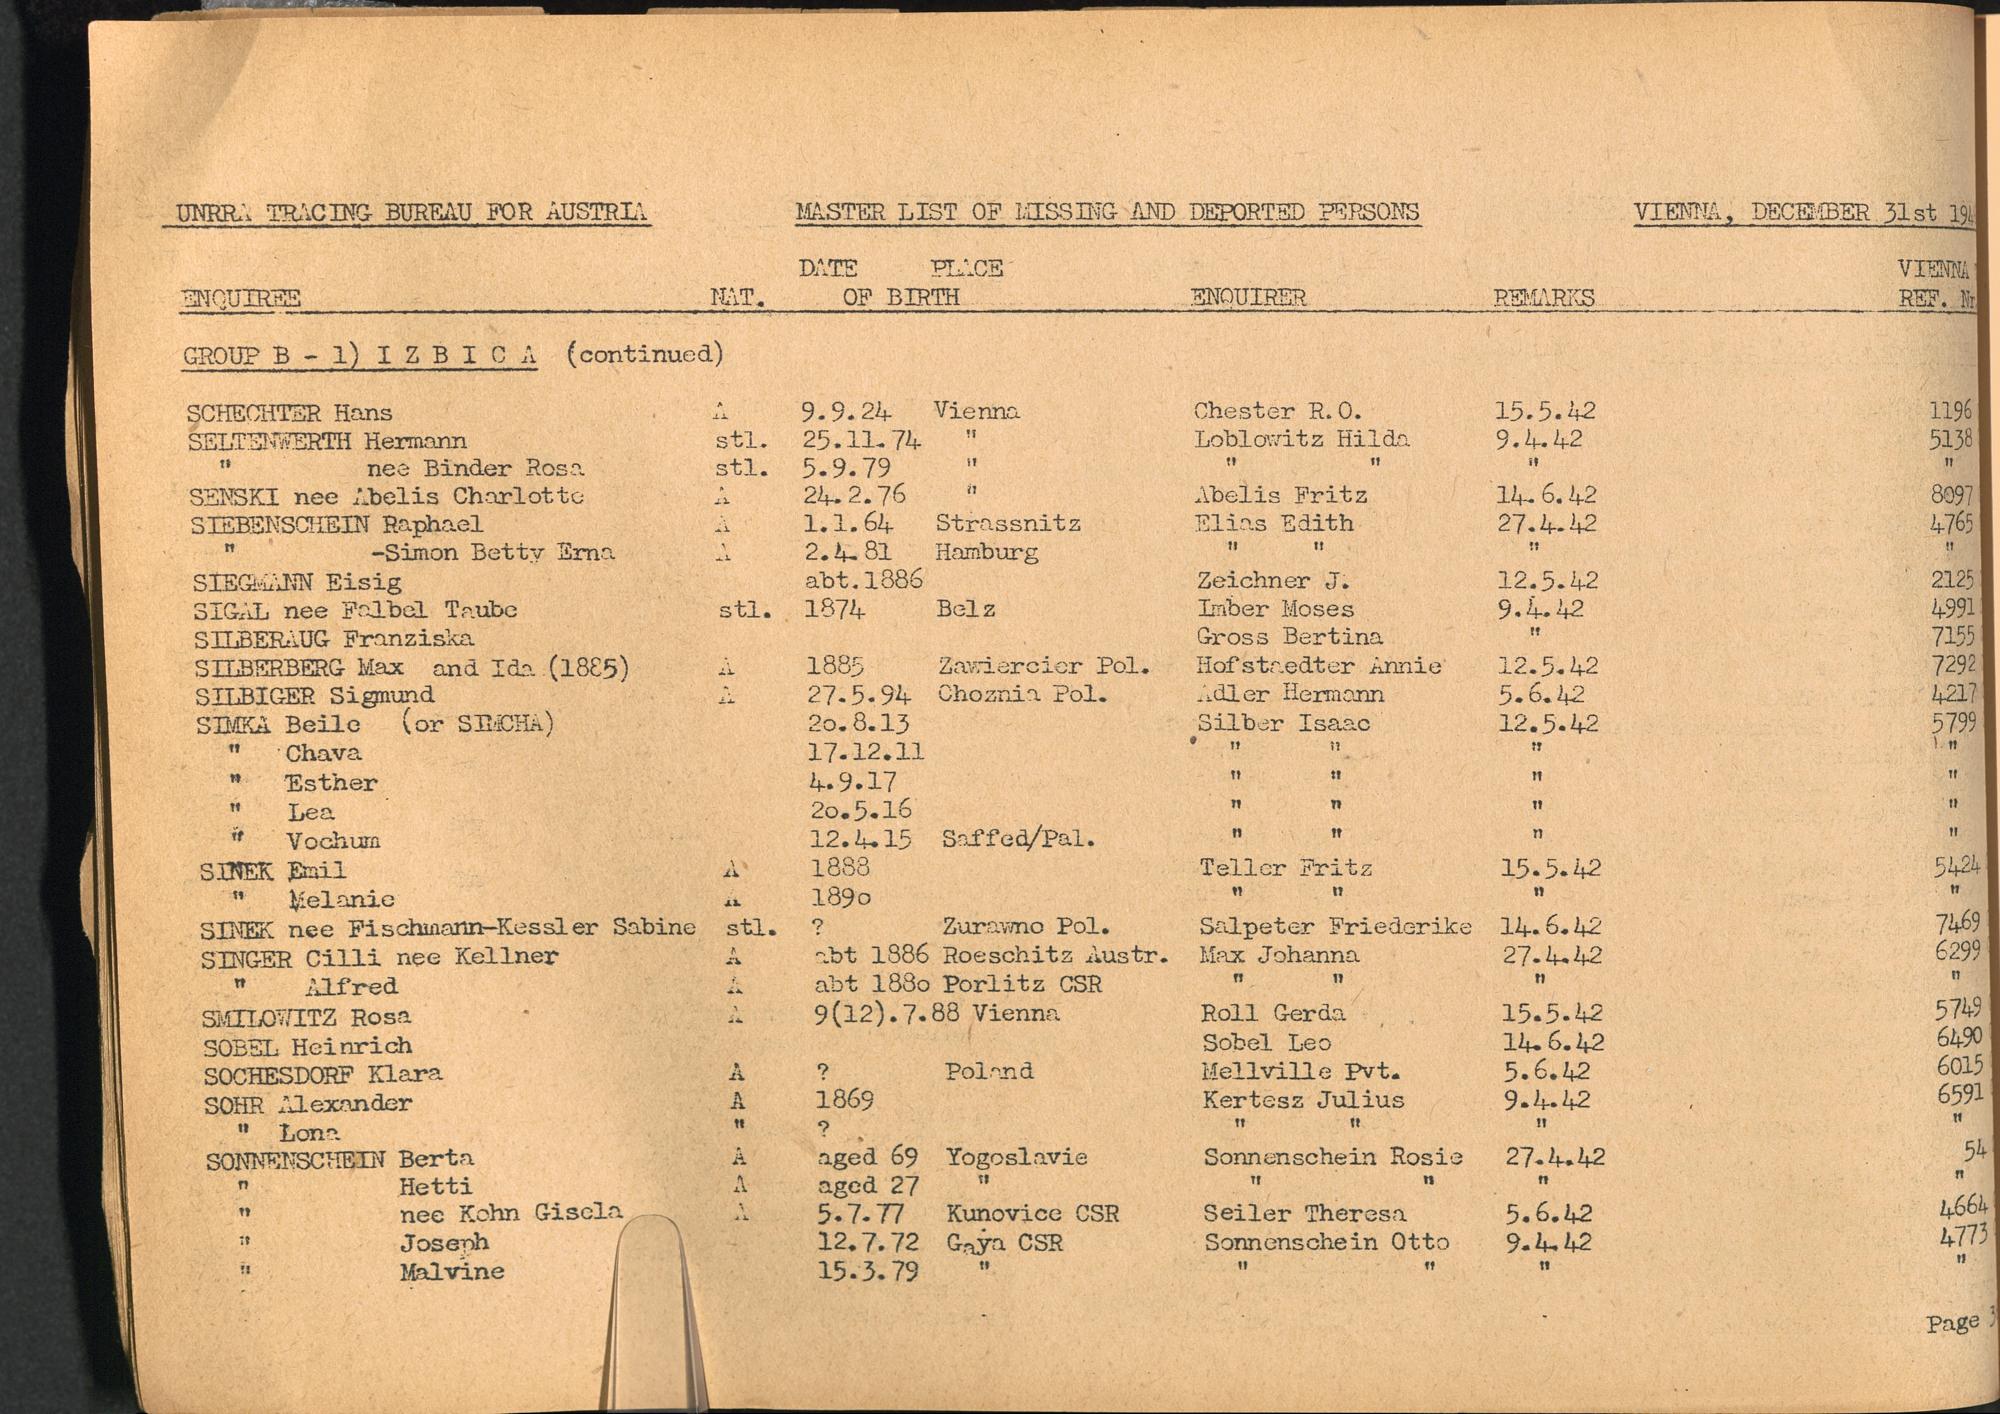 UNRRA TRACING BUREAU FOR AUSTRIA MASTER LIST OF MISSING AND DEPORTED PERSONS VIENNA, DECEMBER 31st
DATE PLACE VIENNA
ENQUIREE NAT. OF BIRTH ENQUIRER REMARKS REF. Nr
GROUP B - 1) I Z B I C A (continued)
SCHECHTER Hans A 9.9.24 Vienna Chester R.O. 15.5.42 1196
SELTENWERTH Hermann stl. 25.11.74 " Loblowitz Hilda 9.4.42 5138
" nee Binder Rosa stl. 5.9.79 " " " " "
SENSKI nee Abelis Charlotte A 24.2.76 " Abelis Fritz 14.6.42 8097
SIEBENSCHEIN Raphael A 1.1.64 Strassnitz Elias Edith 27.4.42 4765
" -Simon Betty Erna A 2.4.81 Hamburg " " " "
SIEGMANN Eisig abt.1886 Zeichner J. 12.5.42 2125
SIGAL nee Falbel Taube stl. 1874 Belz Imber Moses 9.4.42 4991
SILBERAUG Franziska Gross Bertina " 7155
SILBERBERG Max and Ida (1885) A 1885 Zawiercier Pol. Hofstaedter Annie 12.5.42 7292
SILBIGER Sigmund A 27.5.94 Choznia Pol. Adler Hermann 5.6.42 4217
SIMKA Beile (or SIMCHA) 2o.8.13 Silber Isaac 12.5.42 5799
" Chava 17.12.11 " " " "
" Esther 4.9.17 " " " "
" Lea 2o.5.16 " " " "
" Vochum 12.4.15 Saffed/Pal. " " " "
SINEK Emil A 1888 Teller Fritz 15.5.42 5424
" Melanie A 189o " " " "
SINEK nee Fischmann-Kessler Sabine stl. ? Zurawno Pol. Salpeter Friederike 14.6.42 7469
SINGER Cilli nee Kellner A abt 1886 Roeschitz Austr. Max Johanna 27.4.42 6299
" Alfred A abt 188o Porlitz CSR " " " "
SMILOWITZ Rosa A 9(12).7.88 Vienna Roll Gerda 15.5.42 5749
SOBEL Heinrich Sobel Leo 14.6.42 6490
SOCHESDORF Klara A ? Poland Mellville Pvt. 5.6.42 6015
SOHR Alexander A 1869 Kertesz Julius 9.4.42 6591
" Lona " ? " " " "
SONNENSCHEIN Berta A aged 69 Yogoslavie Sonnenschein Rosie 27.4.42 54
" Hetti A aged 27 " " " " "
" nee Kohn Gisela A 5.7.77 Kunovice CSR Seiler Theresa 5.6.42 4664
" Joseph 12.7.72 Gaya CSR Sonnenschein Otto 9.4.42 4773
" Malvine 15.3.79 " " " " "
Page